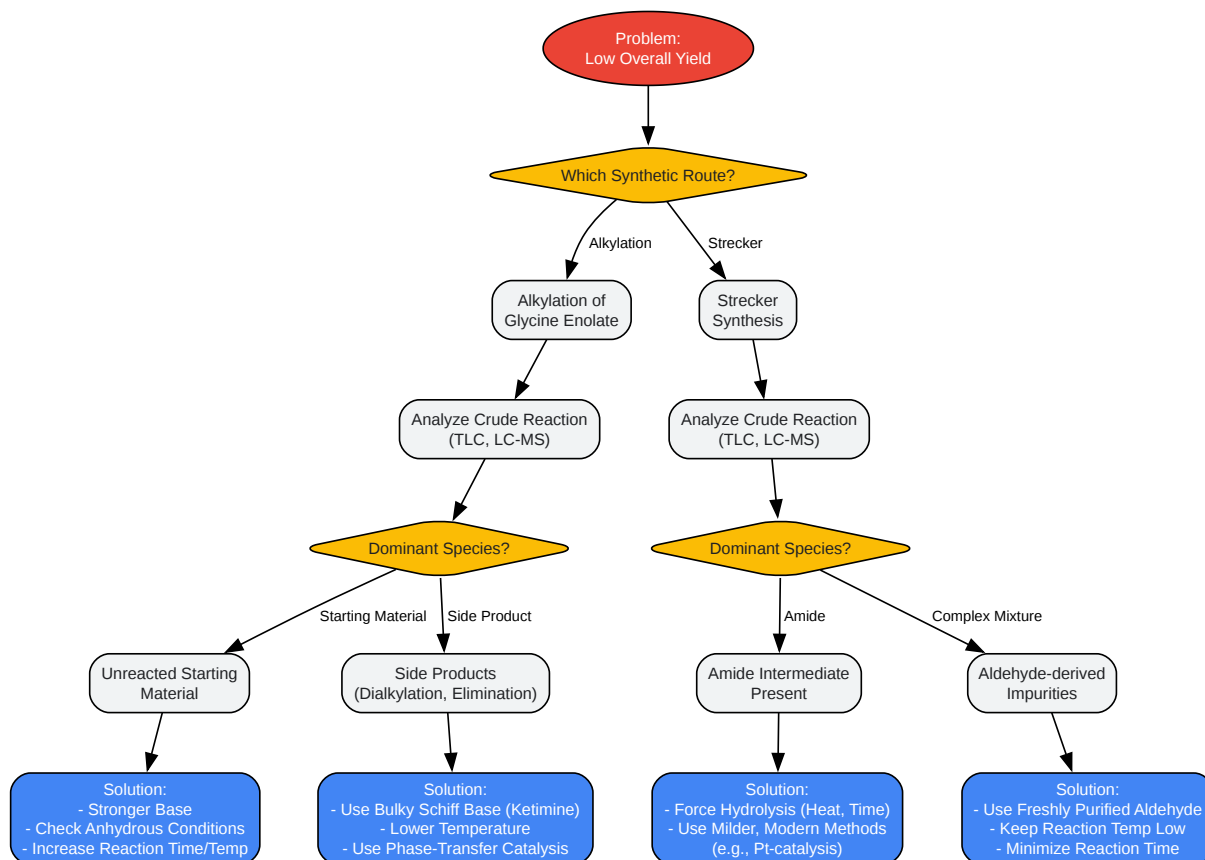 Problem:
Low Overall Yield
Which Synthetic Route?
Alkylation
Strecker
Alkylation of
Glycine Enolate
Strecker
Synthesis
Analyze Crude Reaction
(TLC, LC-MS)
Analyze Crude Reaction
(TLC, LC-MS)
Dominant Species?
Dominant Species?
Starting Material
Side Product
Amide
Complex Mixture
Unreacted Starting
Material
Side Products
(Dialkylation, Elimination)
Amide Intermediate
Present
Aldehyde-derived
Impurities
Solution:
- Stronger Base
- Check Anhydrous Conditions
- Increase Reaction Time/Temp
Solution:
- Use Bulky Schiff Base (Ketimine)
- Lower Temperature
- Use Phase-Transfer Catalysis
Solution:
- Force Hydrolysis (Heat, Time)
- Use Milder, Modern Methods
(e.g., Pt-catalysis)
Solution:
- Use Freshly Purified Aldehyde
- Keep Reaction Temp Low
- Minimize Reaction Time